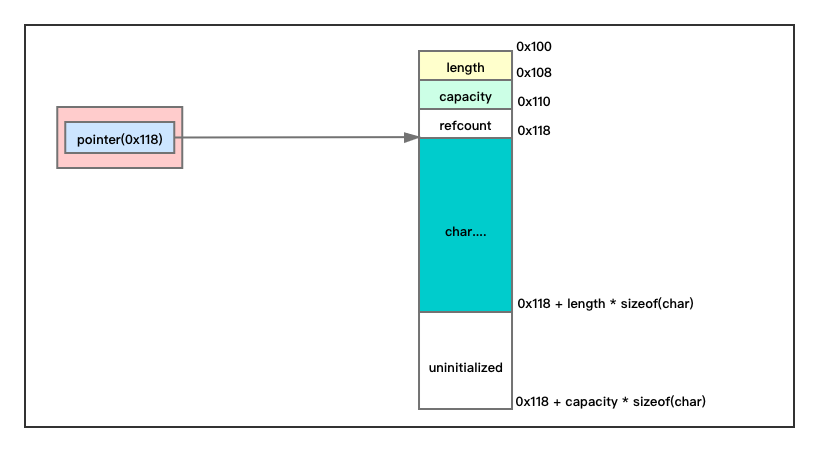 0x100
length
0x108
capacity
0x110
refcount
0x118
pointer(0x118)
char....
0x118 + length * sizeof(char)
uninitialized
0x118 + capacity * sizeof(char)